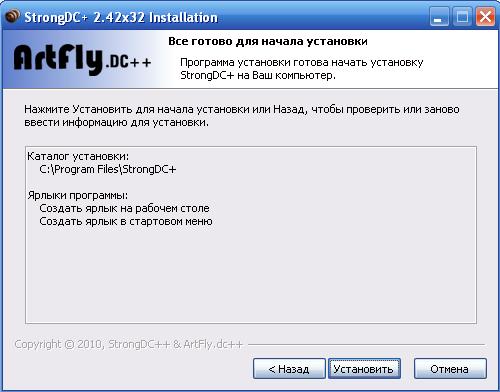 StrongDC+ 2.42x32 Installation
ArtFly.DC++
Все готово для начала установки
Программа установки готова начать установку
StrongDC+ на Ваш компьютер.
Нажмите Установить для начала установки или Назад, чтобы проверить или заново
ввести информацию для установки.
Каталог установки:
C:\Program Files\StrongDC+
Ярлыки программы:
Создать ярлык на рабочем столе
Создать ярлык в стартовом меню
Copyright © 2010, StrongDC++ & ArtFly.dc++
< Назад
Установить
Отмена